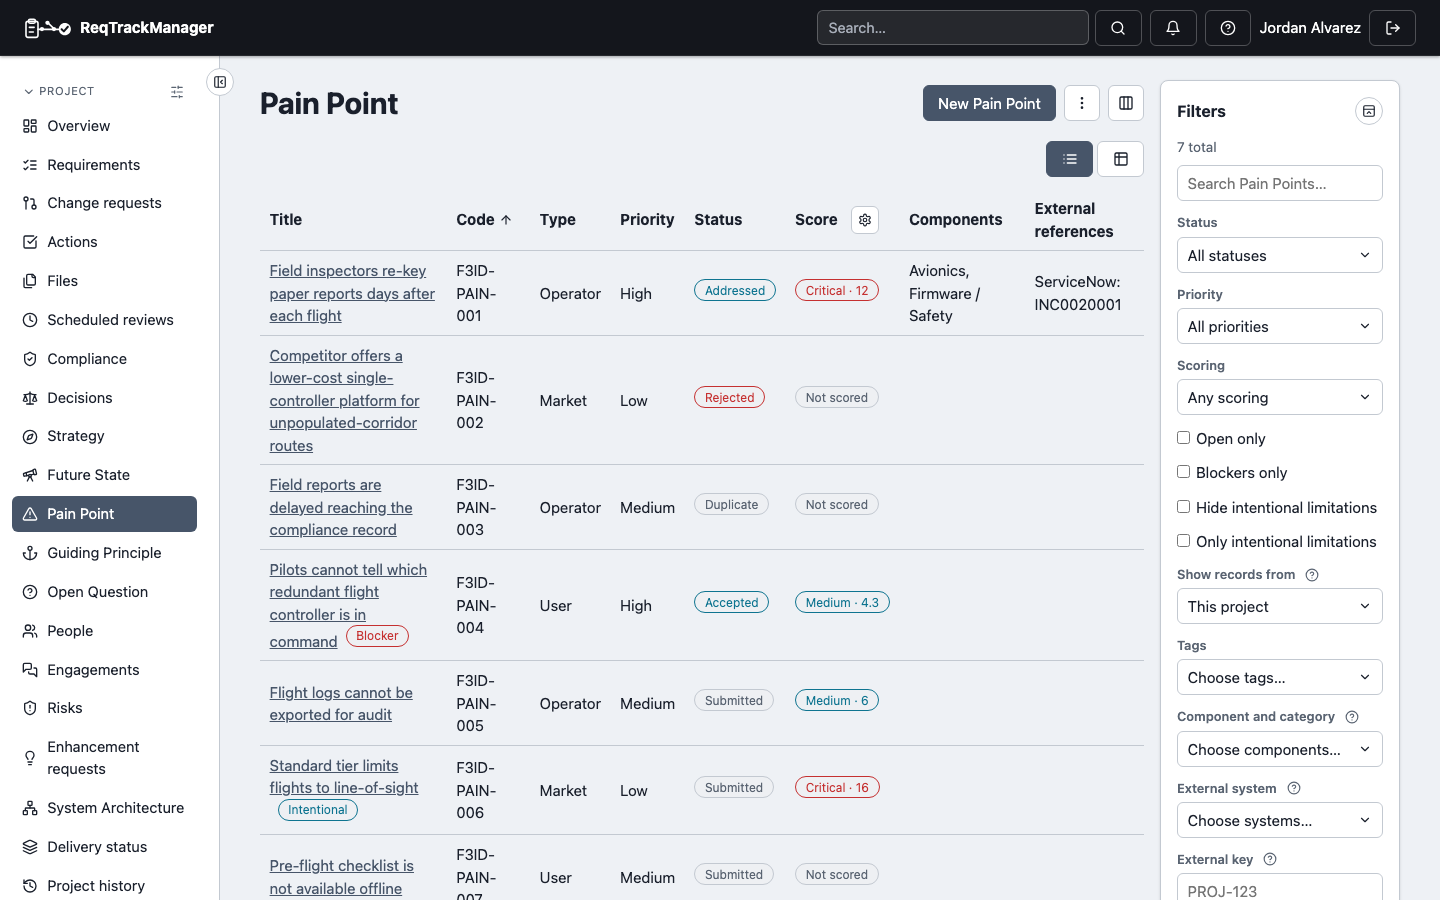 ReqTrackManager
Search...
Jordan Alvarez
PROJECT
Overview
Requirements
Change requests
Actions
Files
Scheduled reviews
Compliance
Decisions
Strategy
Future State
Pain Point
Guiding Principle
Open Question
People
Engagements
Risks
Enhancement
requests
System Architecture
Delivery status
Project history
Pain Point
New Pain Point
Title Code Type Priority Status Score Components External
references
Field inspectors re-key
paper reports days after
each flight
F3ID-
PAIN-
001
Operator
High
Addressed
Critical · 12
Avionics,
Firmware /
Safety
ServiceNow:
INC0020001
Competitor offers a
lower-cost single-
controller platform for
unpopulated-corridor
routes
F3ID-
PAIN-
002
Market
Low
Rejected
Not scored
Field reports are
delayed reaching the
compliance record
F3ID-
PAIN-
003
Operator
Medium
Duplicate
Not scored
Pilots cannot tell which
redundant flight
controller is in
command Blocker
F3ID-
PAIN-
004
User
High
Accepted
Medium · 4.3
Flight logs cannot be
exported for audit
F3ID-
PAIN-
005
Operator
Medium
Submitted
Medium · 6
Standard tier limits
flights to line-of-sight
Intentional
F3ID-
PAIN-
006
Market
Low
Submitted
Critical · 16
Pre-flight checklist is
not available offline
F3ID-
PAIN-
007
User
Medium
Submitted
Not scored
Filters
7 total
Search Pain Points...
Status
All statuses
Priority
All priorities
Scoring
Any scoring
Open only
Blockers only
Hide intentional limitations
Only intentional limitations
Show records from
This project
Tags
Choose tags...
Component and category
Choose components...
External system
Choose systems...
External key
PROJ-123